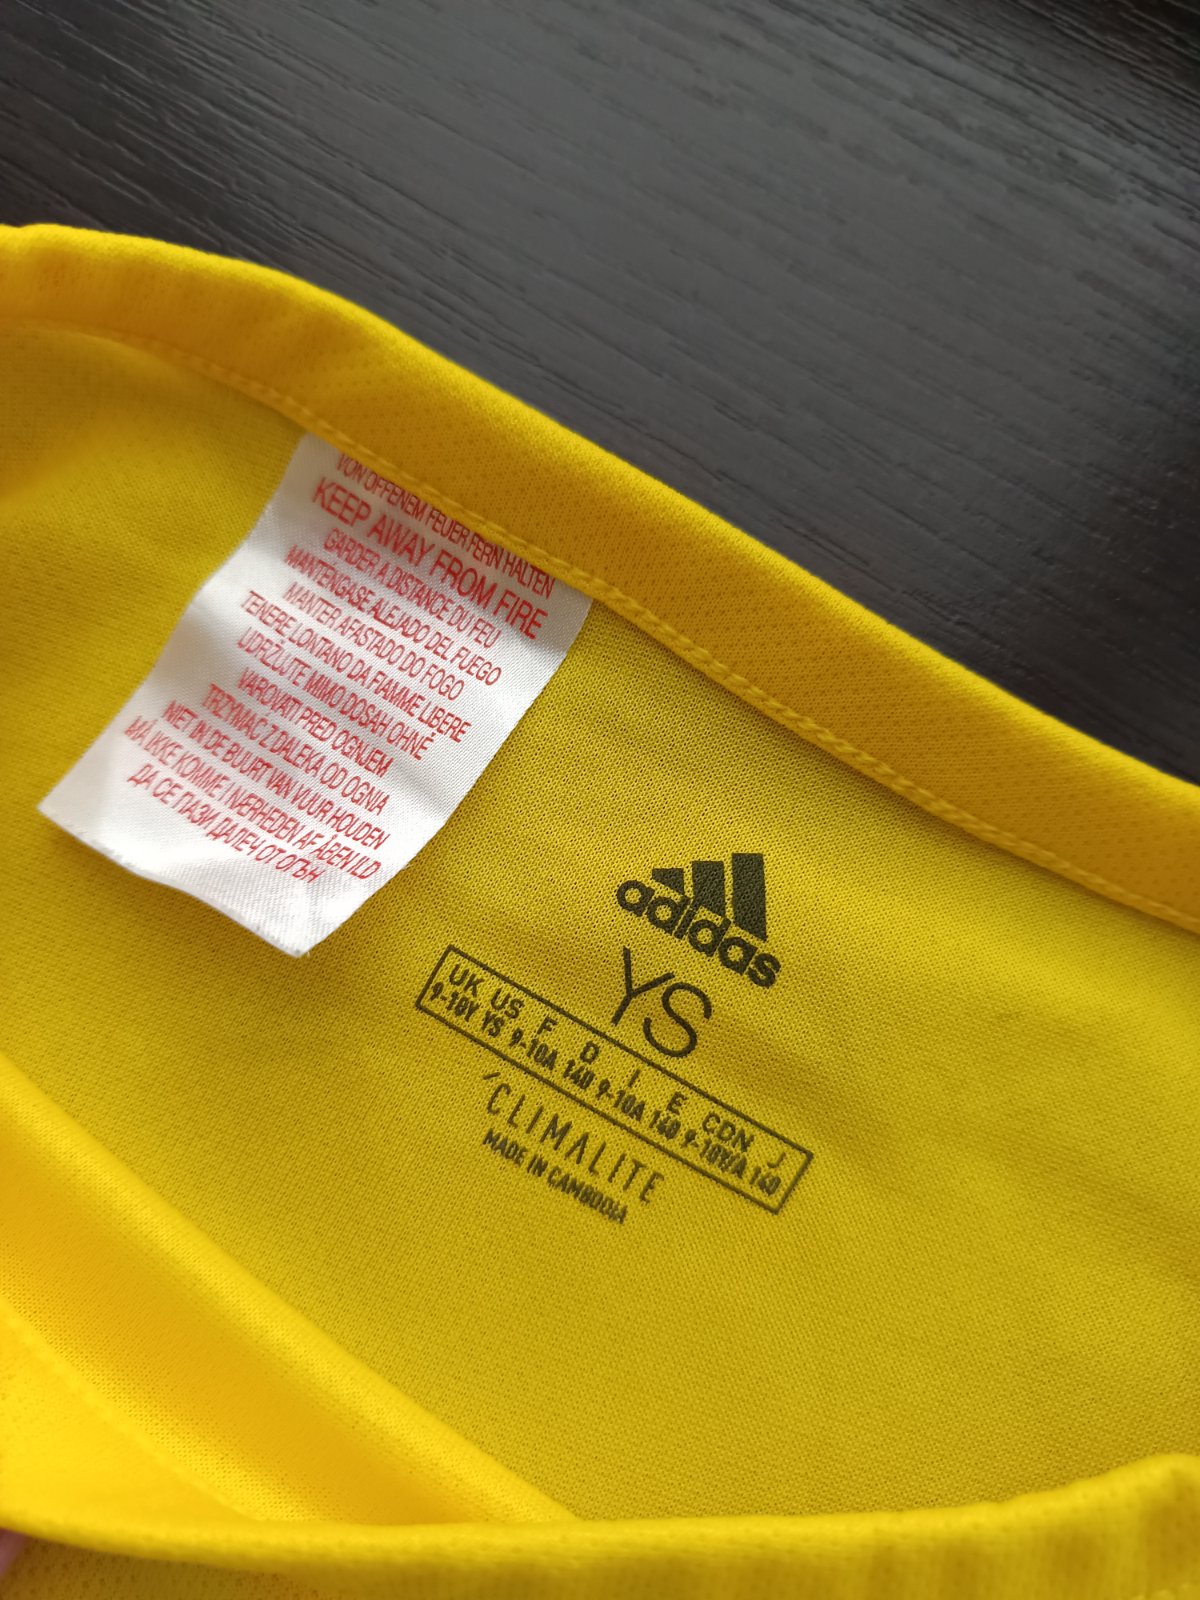 VON OFFENEM FEUER FERN HALTEN
KEEP AWAY FROM FIRE
GARDER A DISTANCE DU FEU
MANTENGASE ALEJADO DEL FUEGO
MANTER AFASTADO DO FOGO
TENERE LONTANO DA FIAMME LIBERE
UDRŽUJTE MIMO DOSAH OHNĚ
VAROVATI PRED OGNJEM
TRZYMAĆ Z DALEKA OD OGNIA
NIET IN DE BUURT VAN VUUR HOUDEN
MÅ IKKE KOMME I NÆRHEDEN AF ÅBEN ILD
ДА СЕ ПАЗИ ДАЛЕЧ ОТ ОГЪН
adidas
YS
UK US F D I E CDN J
9-10Y YS 9-10A 140 9-10A 140 9-10Y/A 140
CLIMALITE
MADE IN CAMBODIA